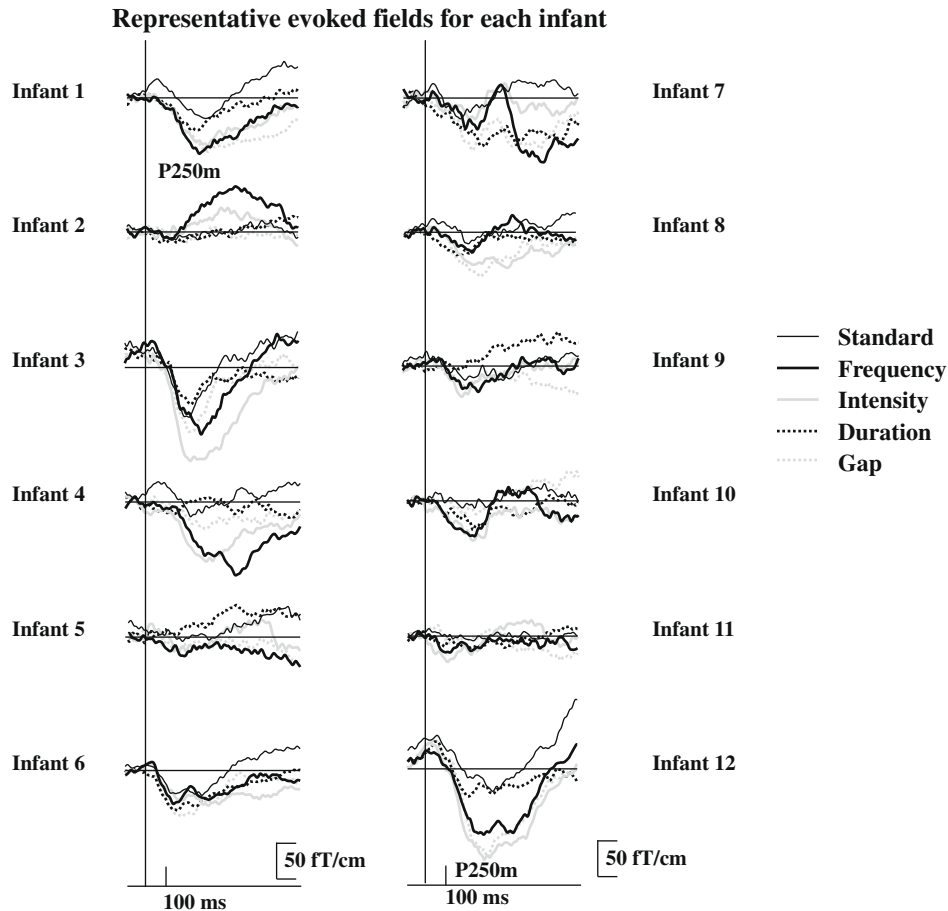 Representative evoked fields for each infant
Infant 1
P250m
Infant 2
Infant 3
Infant 4
Infant 5
Infant 6
50 fT/cm
100 ms
Infant 7
Infant 8
Infant 9
Infant 10
Infant 11
Infant 12
P250m
50 fT/cm
100 ms
Standard
Frequency
Intensity
Duration
Gap